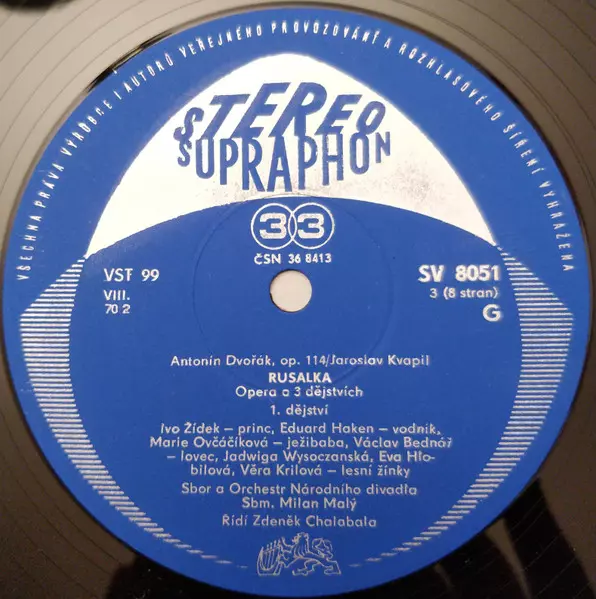 VŠECHNA PRÁVA VÝROBCE I AUTORŮ VEŘEJNÉHO PROVOZOVÁNÍ A ROZHLASOVÉHO ŠÍŘENÍ VYHRAŽENA
STEREO
SUPRAPHON
33
ČSN 36 8413
VST 99
SV 8051
VIII.
3 (8 stran)
70 2
G
Antonín Dvořák, op. 114/Jaroslav Kvapil
RUSALKA
Opera o 3 dějstvích
1. dějství
Ivo Žídek – princ, Eduard Haken – vodník,
Marie Ovčáčíková – ježibaba, Václav Bednář
– lovec, Jadwiga Wysoczanská, Eva Hlo-
bilová, Věra Krilová – lesní žínky
Sbor a Orchestr Národního divadla
Sbm. Milan Malý
Řídí Zdeněk Chalabala